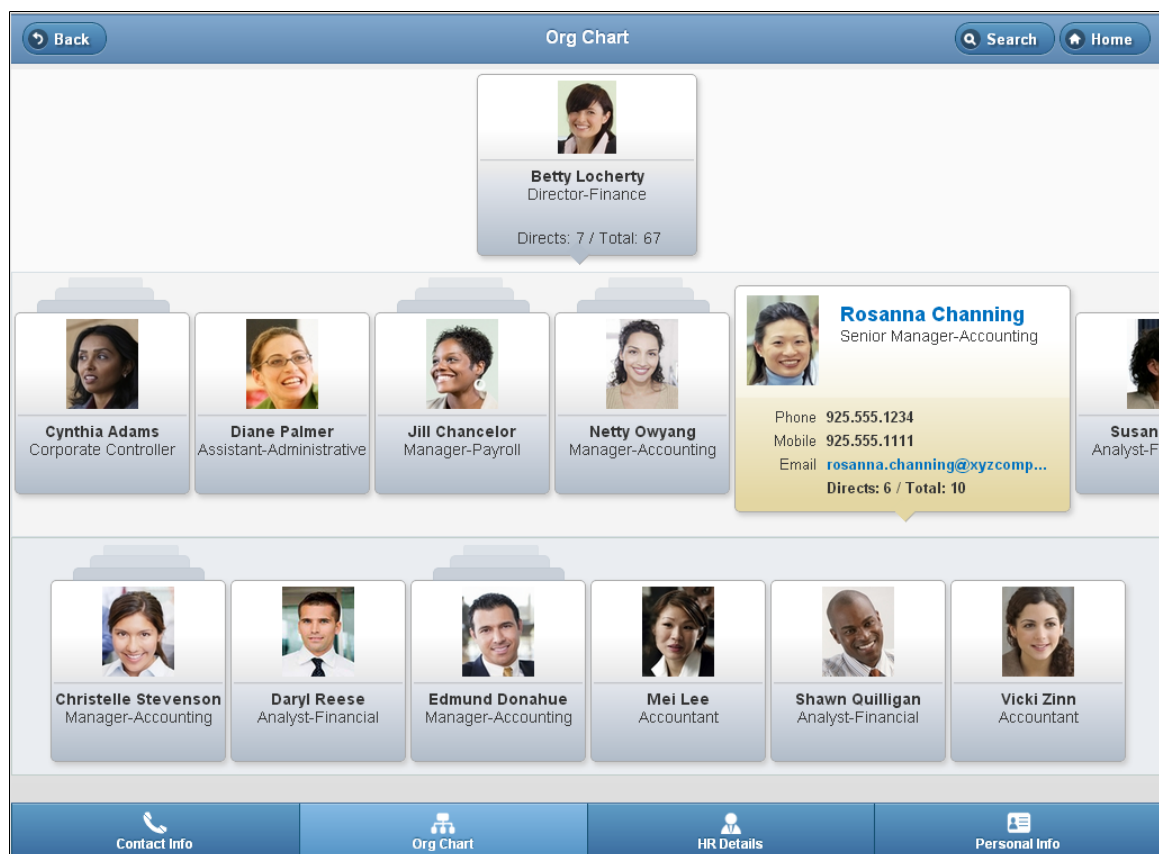 Back
Org Chart
Search
Home
Betty Locherty
Director-Finance
Directs: 7 / Total: 67
Cynthia Adams
Corporate Controller
Diane Palmer
Assistant-Administrative
Jill Chancelor
Manager-Payroll
Netty Owyang
Manager-Accounting
Rosanna Channing
Senior Manager-Accounting
Phone 925.555.1234
Mobile 925.555.1111
Email rosanna.channing@xyzcomp...
Directs: 6 / Total: 10
Susan
Analyst-F
Christelle Stevenson
Manager-Accounting
Daryl Reese
Analyst-Financial
Edmund Donahue
Manager-Accounting
Mei Lee
Accountant
Shawn Quilligan
Analyst-Financial
Vicki Zinn
Accountant
Contact Info
Org Chart
HR Details
Personal Info